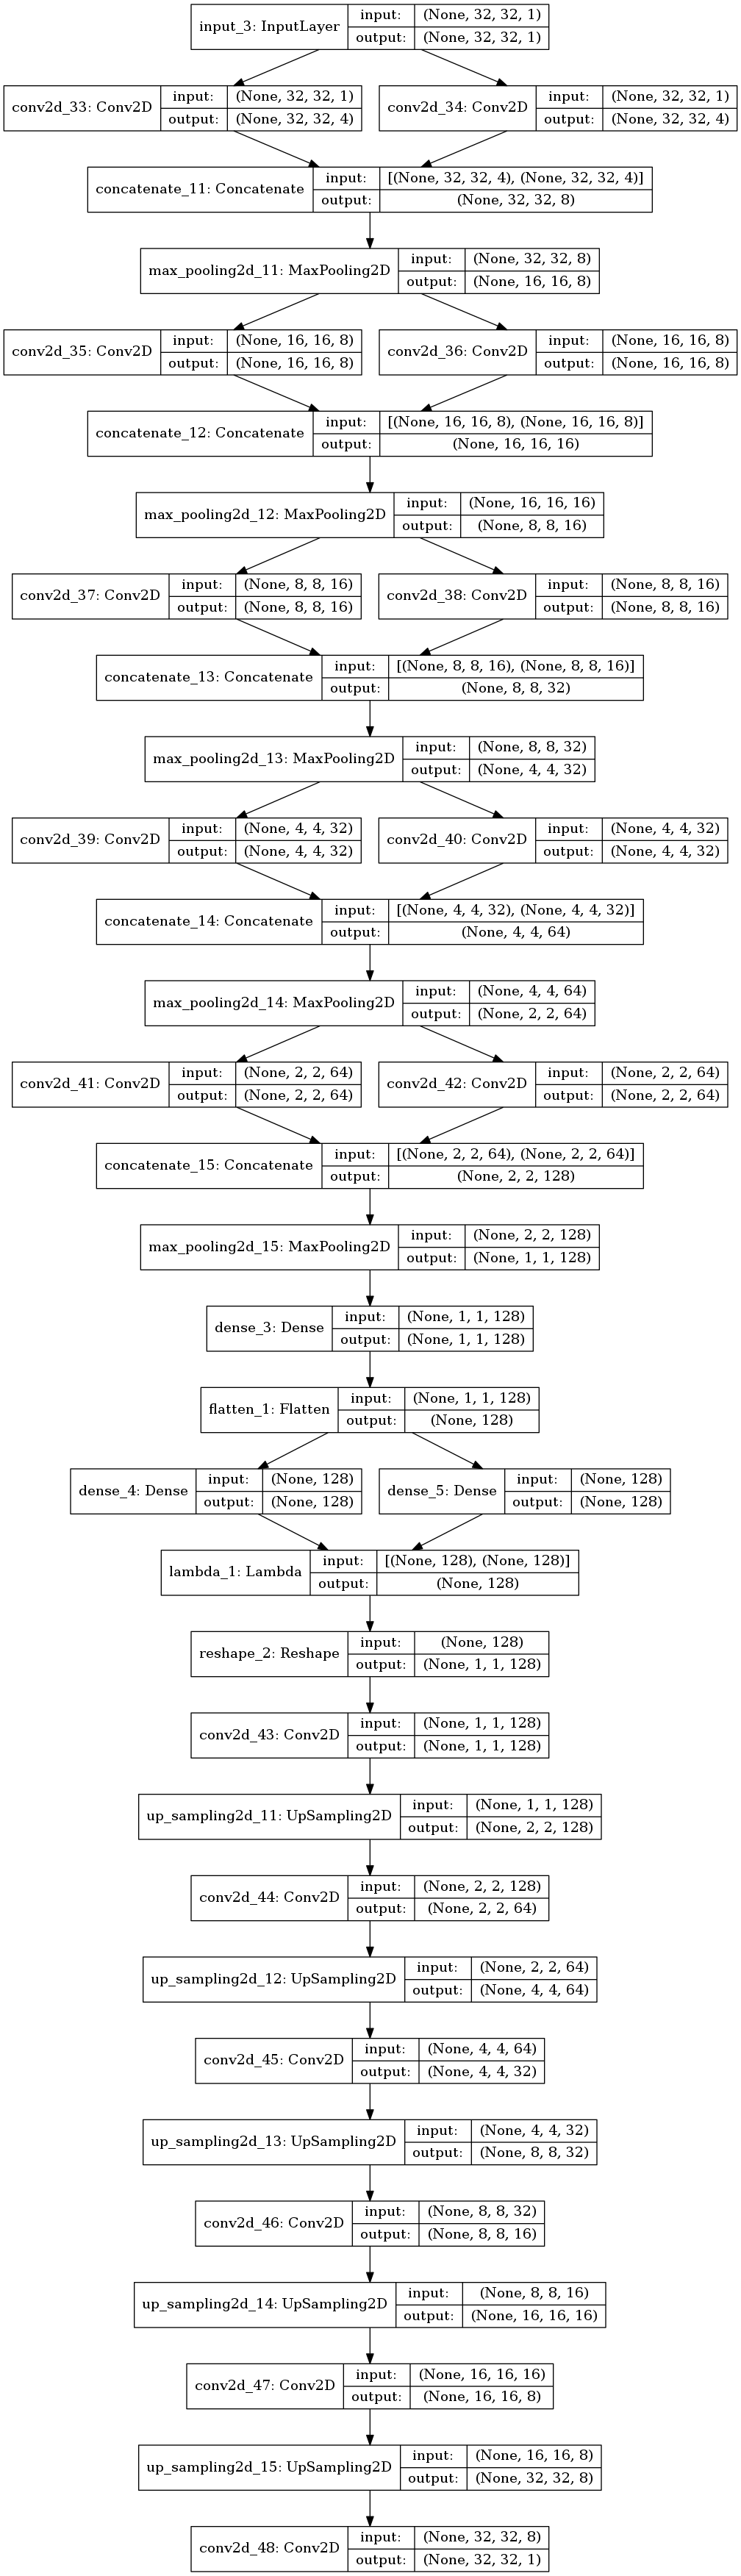 input_3: InputLayer
input: (None, 32, 32, 1)
output: (None, 32, 32, 1)
conv2d_33: Conv2D
input: (None, 32, 32, 1)
output: (None, 32, 32, 4)
conv2d_34: Conv2D
input: (None, 32, 32, 1)
output: (None, 32, 32, 4)
concatenate_11: Concatenate
input: [(None, 32, 32, 4), (None, 32, 32, 4)]
output: (None, 32, 32, 8)
max_pooling2d_11: MaxPooling2D
input: (None, 32, 32, 8)
output: (None, 16, 16, 8)
conv2d_35: Conv2D
input: (None, 16, 16, 8)
output: (None, 16, 16, 8)
conv2d_36: Conv2D
input: (None, 16, 16, 8)
output: (None, 16, 16, 8)
concatenate_12: Concatenate
input: [(None, 16, 16, 8), (None, 16, 16, 8)]
output: (None, 16, 16, 16)
max_pooling2d_12: MaxPooling2D
input: (None, 16, 16, 16)
output: (None, 8, 8, 16)
conv2d_37: Conv2D
input: (None, 8, 8, 16)
output: (None, 8, 8, 16)
conv2d_38: Conv2D
input: (None, 8, 8, 16)
output: (None, 8, 8, 16)
concatenate_13: Concatenate
input: [(None, 8, 8, 16), (None, 8, 8, 16)]
output: (None, 8, 8, 32)
max_pooling2d_13: MaxPooling2D
input: (None, 8, 8, 32)
output: (None, 4, 4, 32)
conv2d_39: Conv2D
input: (None, 4, 4, 32)
output: (None, 4, 4, 32)
conv2d_40: Conv2D
input: (None, 4, 4, 32)
output: (None, 4, 4, 32)
concatenate_14: Concatenate
input: [(None, 4, 4, 32), (None, 4, 4, 32)]
output: (None, 4, 4, 64)
max_pooling2d_14: MaxPooling2D
input: (None, 4, 4, 64)
output: (None, 2, 2, 64)
conv2d_41: Conv2D
input: (None, 2, 2, 64)
output: (None, 2, 2, 64)
conv2d_42: Conv2D
input: (None, 2, 2, 64)
output: (None, 2, 2, 64)
concatenate_15: Concatenate
input: [(None, 2, 2, 64), (None, 2, 2, 64)]
output: (None, 2, 2, 128)
max_pooling2d_15: MaxPooling2D
input: (None, 2, 2, 128)
output: (None, 1, 1, 128)
dense_3: Dense
input: (None, 1, 1, 128)
output: (None, 1, 1, 128)
flatten_1: Flatten
input: (None, 1, 1, 128)
output: (None, 128)
dense_4: Dense
input: (None, 128)
output: (None, 128)
dense_5: Dense
input: (None, 128)
output: (None, 128)
lambda_1: Lambda
input: [(None, 128), (None, 128)]
output: (None, 128)
reshape_2: Reshape
input: (None, 128)
output: (None, 1, 1, 128)
conv2d_43: Conv2D
input: (None, 1, 1, 128)
output: (None, 1, 1, 128)
up_sampling2d_11: UpSampling2D
input: (None, 1, 1, 128)
output: (None, 2, 2, 128)
conv2d_44: Conv2D
input: (None, 2, 2, 128)
output: (None, 2, 2, 64)
up_sampling2d_12: UpSampling2D
input: (None, 2, 2, 64)
output: (None, 4, 4, 64)
conv2d_45: Conv2D
input: (None, 4, 4, 64)
output: (None, 4, 4, 32)
up_sampling2d_13: UpSampling2D
input: (None, 4, 4, 32)
output: (None, 8, 8, 32)
conv2d_46: Conv2D
input: (None, 8, 8, 32)
output: (None, 8, 8, 16)
up_sampling2d_14: UpSampling2D
input: (None, 8, 8, 16)
output: (None, 16, 16, 16)
conv2d_47: Conv2D
input: (None, 16, 16, 16)
output: (None, 16, 16, 8)
up_sampling2d_15: UpSampling2D
input: (None, 16, 16, 8)
output: (None, 32, 32, 8)
conv2d_48: Conv2D
input: (None, 32, 32, 8)
output: (None, 32, 32, 1)